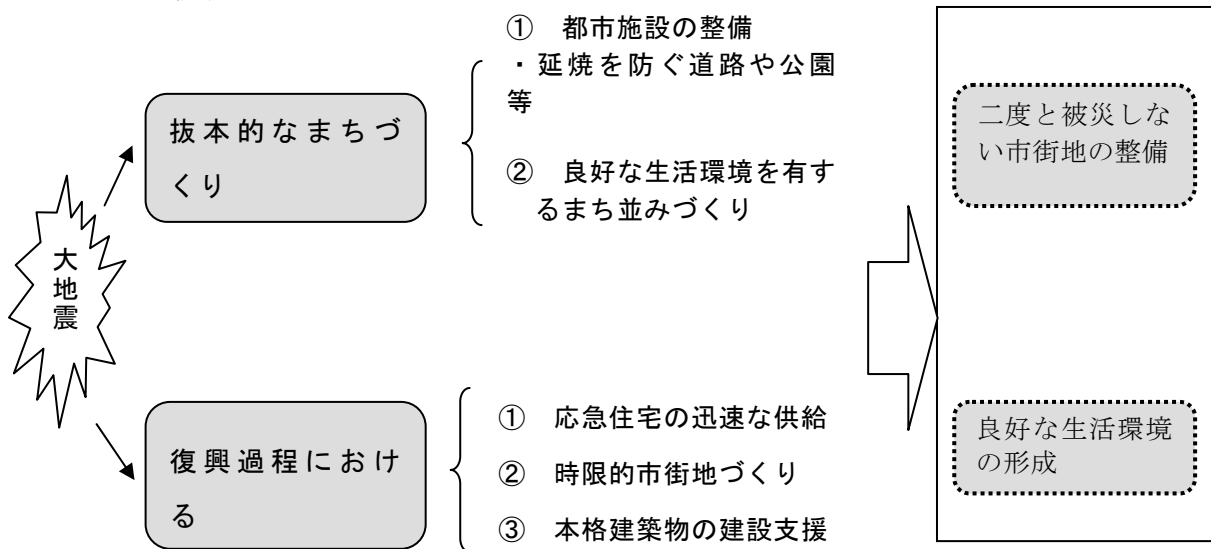 大地震
抜本的なまちづ
くり
① 都市施設の整備
・延焼を防ぐ道路や公園
等
② 良好な生活環境を有す
るまち並みづくり
復興過程におけ
る
① 応急住宅の迅速な供給
② 時限的市街地づくり
③ 本格建築物の建設支援
二度と被災しな
い市街地の整備
良好な生活環境
の形成